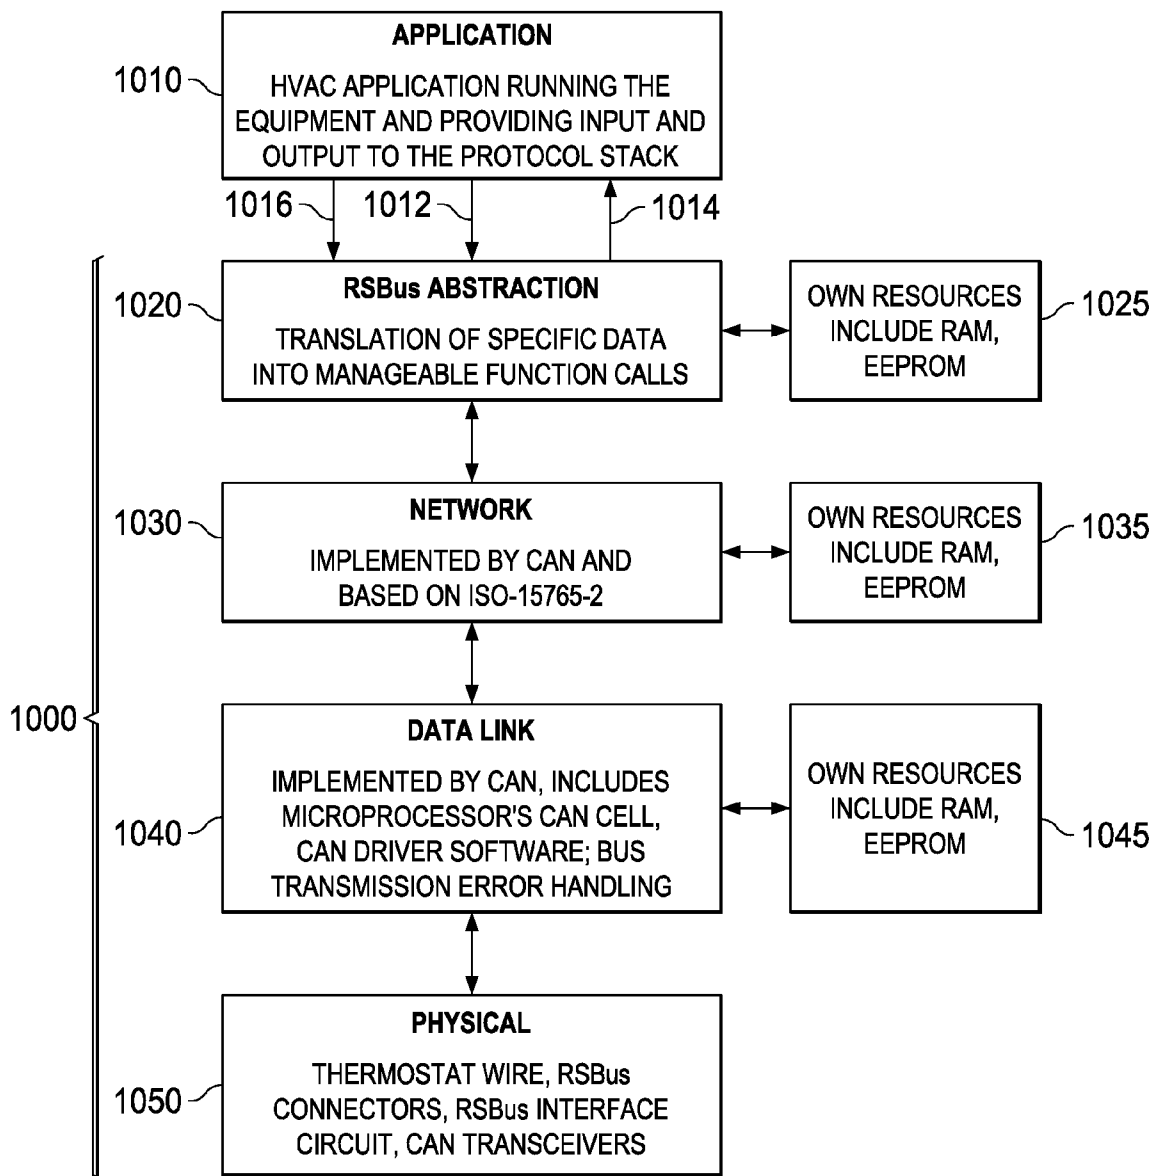 APPLICATION
1010
HVAC APPLICATION RUNNING THE
EQUIPMENT AND PROVIDING INPUT AND
OUTPUT TO THE PROTOCOL STACK
1016
1012
1014
RSBus ABSTRACTION
1020
TRANSLATION OF SPECIFIC DATA
INTO MANAGEABLE FUNCTION CALLS
OWN RESOURCES
INCLUDE RAM,
EEPROM
1025
NETWORK
1030
IMPLEMENTED BY CAN AND
BASED ON ISO-15765-2
OWN RESOURCES
INCLUDE RAM,
EEPROM
1035
1000
DATA LINK
1040
IMPLEMENTED BY CAN, INCLUDES
MICROPROCESSOR'S CAN CELL,
CAN DRIVER SOFTWARE; BUS
TRANSMISSION ERROR HANDLING
OWN RESOURCES
INCLUDE RAM,
EEPROM
1045
PHYSICAL
1050
THERMOSTAT WIRE, RSBus
CONNECTORS, RSBus INTERFACE
CIRCUIT, CAN TRANSCEIVERS